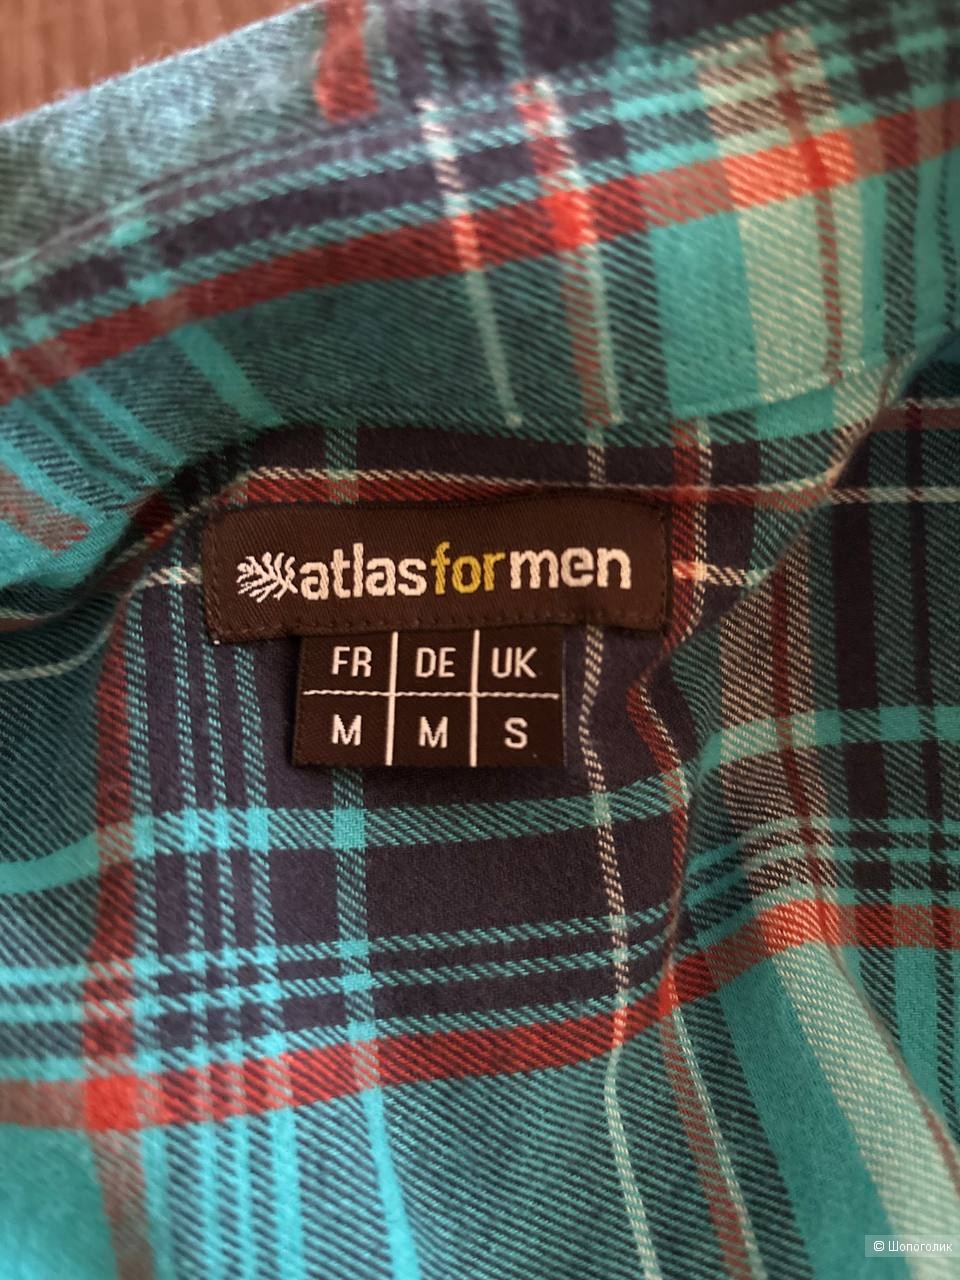 atlasformen
FR DE UK
M M S
© Шопоголик